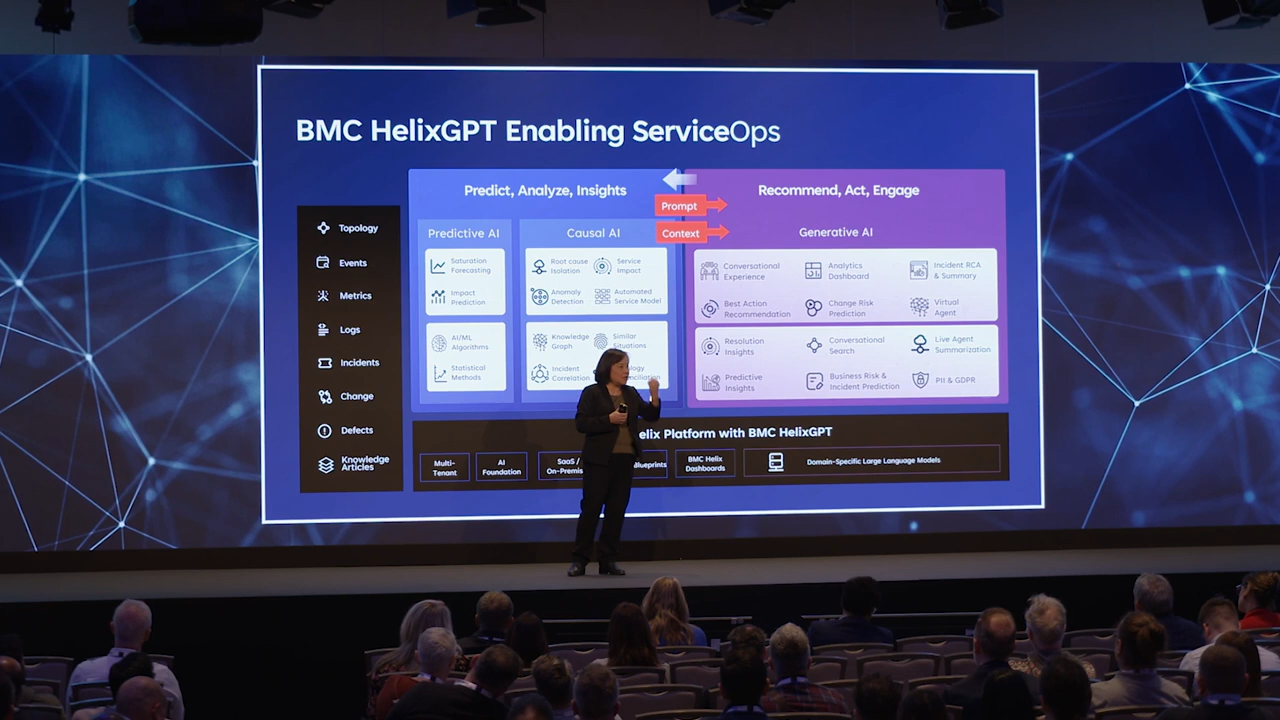 BMC HelixGPT Enabling ServiceOps
Topology
Events
Metrics
Logs
Incidents
Change
Defects
Knowledge
Articles
Predict, Analyze, Insights
Predictive AI
Saturation
Forecasting
Impact
Prediction
AI/ML
Algorithms
Statistical
Methods
Causal AI
Root cause
Isolation
Service
Impact
Anomaly
Detection
Automated
Service Model
Knowledge
Graph
Similar
Situations
Incident
Correlation
Prompt
Context
Recommend, Act, Engage
Generative AI
Conversational
Experience
Analytics
Dashboard
Incident RCA
& Summary
Best Action
Recommendation
Change Risk
Prediction
Virtual
Agent
Resolution
Insights
Conversational
Search
Live Agent
Summarization
Predictive
Insights
Business Risk &
Incident Prediction
PII & GDPR
elix Platform with BMC HelixGPT
Multi-
Tenant
AI
Foundation
SaaS /
On-Premis
Blueprints
BMC Helix
Dashboards
Domain-Specific Large Language Models